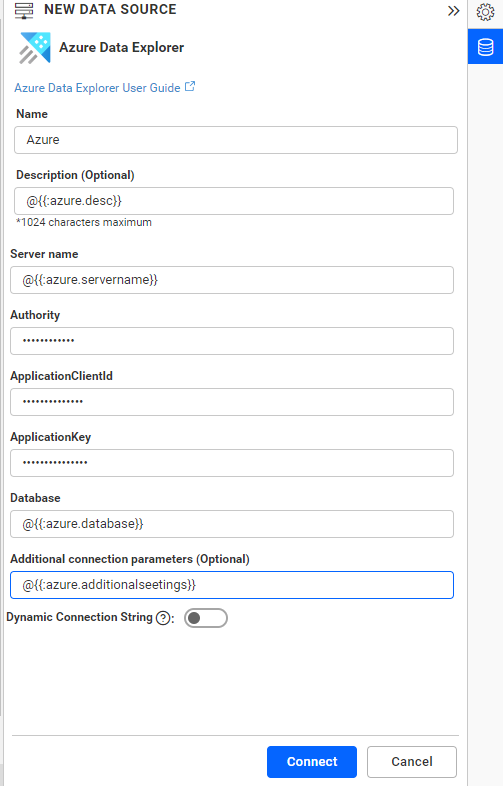 NEW DATA SOURCE
Azure Data Explorer
Azure Data Explorer User Guide
Name
Azure
Description (Optional)
@{{:azure.desc}}
*1024 characters maximum
Server name
@{{:azure.servername}}
Authority
••••••••••••
ApplicationClientId
••••••••••••••
ApplicationKey
•••••••••••••••
Database
@{{:azure.database}}
Additional connection parameters (Optional)
@{{:azure.additionalseetings}}
Dynamic Connection String ? :
Connect
Cancel